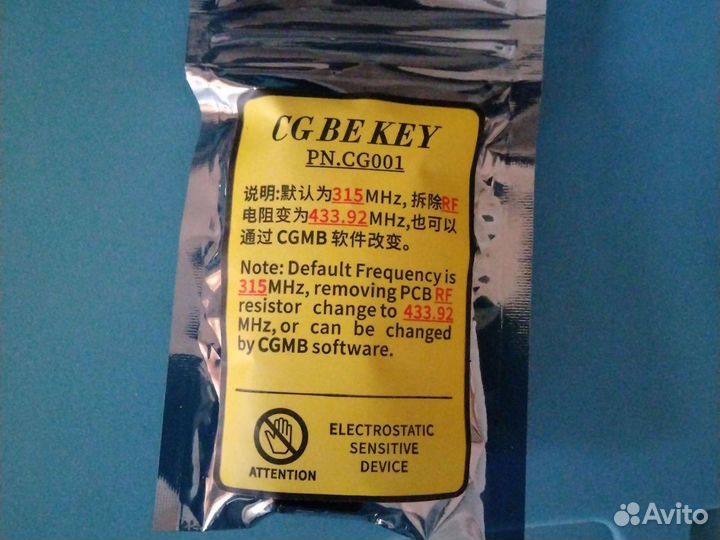 CG BE KEY
PN.CG001
说明:默认为315MHz, 拆除RF
电阻变为433.92MHz,也可以
通过 CGMB 软件改变。
Note: Default Frequency is
315MHz, removing PCB RF
resistor change to 433.92
MHz, or can be changed
by CGMB software.
ATTENTION
ELECTROSTATIC
SENSITIVE
DEVICE
Avito